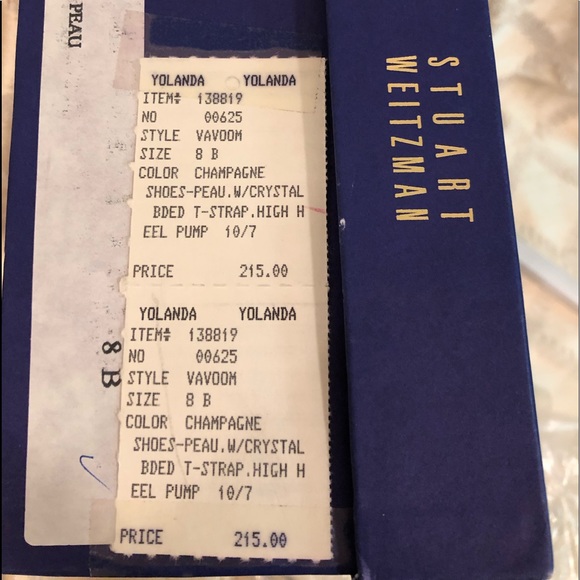 PEAU
YOLANDA YOLANDA
ITEM# 138819
NO 00625
STYLE VAVOOM
SIZE 8 B
COLOR CHAMPAGNE
SHOES-PEAU.W/CRYSTAL
BDED T-STRAP.HIGH H
EEL PUMP 10/7
PRICE 215.00
YOLANDA YOLANDA
ITEM# 138819
NO 00625
STYLE VAVOOM
SIZE 8 B
COLOR CHAMPAGNE
SHOES-PEAU.W/CRYSTAL
BDED T-STRAP.HIGH H
EEL PUMP 10/7
PRICE 215.00
8 B
STUART
WEITZMAN